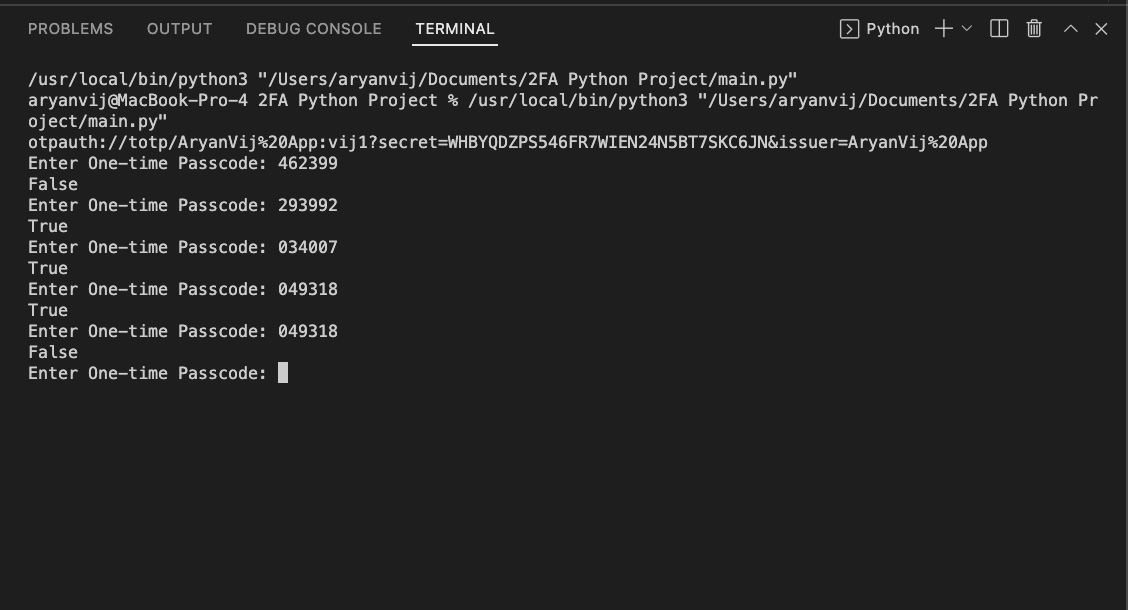 PROBLEMS OUTPUT DEBUG CONSOLE TERMINAL Python
/usr/local/bin/python3 "/Users/aryanvij/Documents/2FA Python Project/main.py"
aryanvij@MacBook-Pro-4 2FA Python Project % /usr/local/bin/python3 "/Users/aryanvij/Documents/2FA Python Pr
oject/main.py"
otpauth://totp/AryanVij%20App:vij1?secret=WHBYQDZPS546FR7WIEN24N5BT7SKC6JN&issuer=AryanVij%20App
Enter One-time Passcode: 462399
False
Enter One-time Passcode: 293992
True
Enter One-time Passcode: 034007
True
Enter One-time Passcode: 049318
True
Enter One-time Passcode: 049318
False
Enter One-time Passcode: